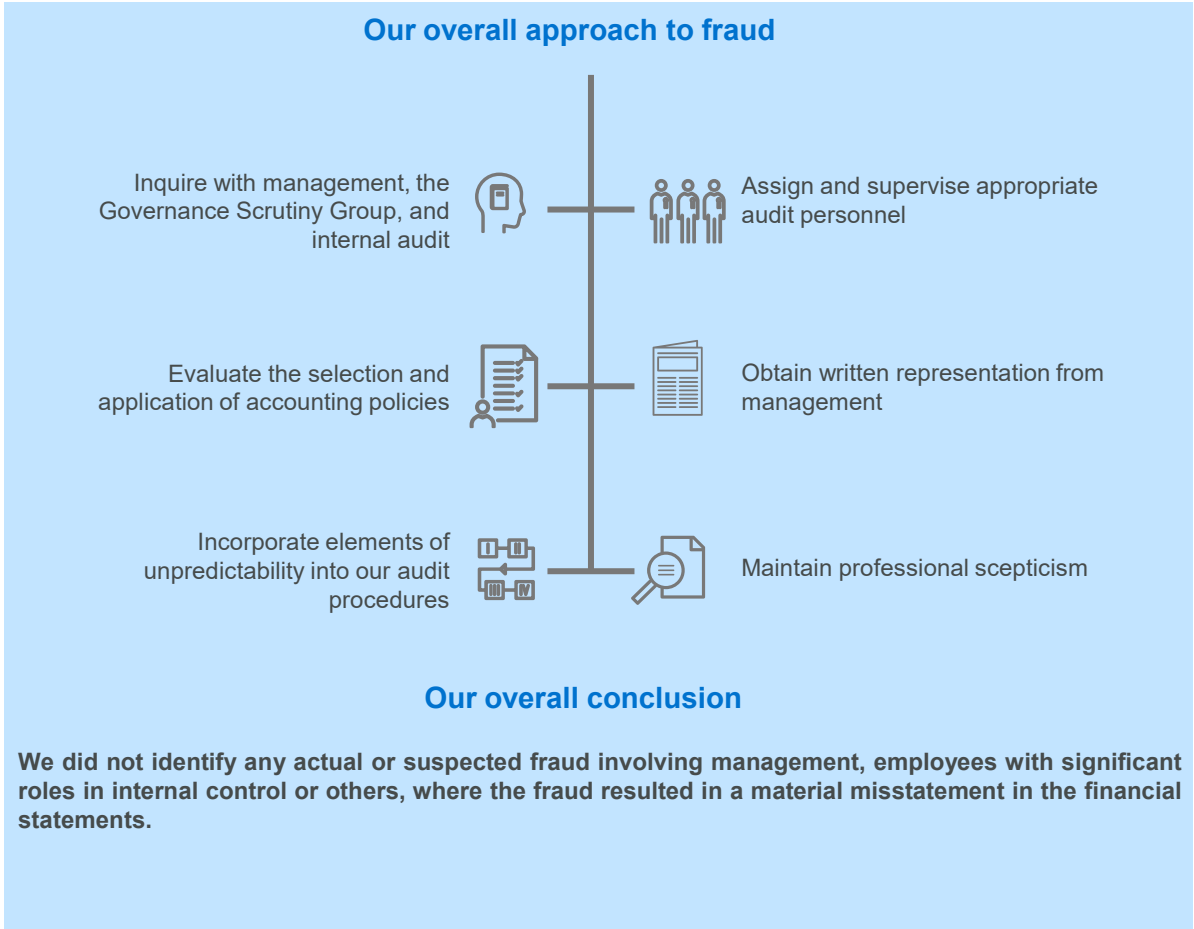 Our overall approach to fraud
Inquire with management, the
Governance Scrutiny Group, and
internal audit
Assign and supervise appropriate
audit personnel
Evaluate the selection and
application of accounting policies
Obtain written representation from
management
Incorporate elements of
unpredictability into our audit
procedures
I II
III IV
Maintain professional scepticism
Our overall conclusion
We did not identify any actual or suspected fraud involving management, employees with significant
roles in internal control or others, where the fraud resulted in a material misstatement in the financial
statements.